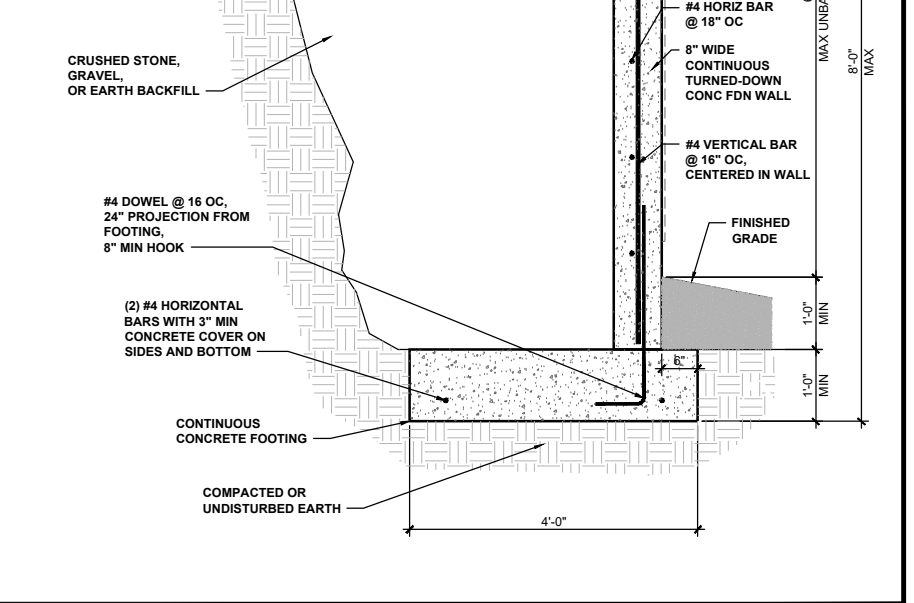 #4 HORIZ BAR
@ 18" OC
CRUSHED STONE,
GRAVEL,
OR EARTH BACKFILL
8" WIDE
CONTINUOUS
TURNED-DOWN
CONC FDN WALL
MAX UNBA
8'-0"
MAX
#4 VERTICAL BAR
@ 16" OC,
CENTERED IN WALL
#4 DOWEL @ 16 OC,
24" PROJECTION FROM
FOOTING,
8" MIN HOOK
FINISHED
GRADE
(2) #4 HORIZONTAL
BARS WITH 3" MIN
CONCRETE COVER ON
SIDES AND BOTTOM
1'-0"
MIN
6"
1'-0"
MIN
CONTINUOUS
CONCRETE FOOTING
COMPACTED OR
UNDISTURBED EARTH
4'-0"